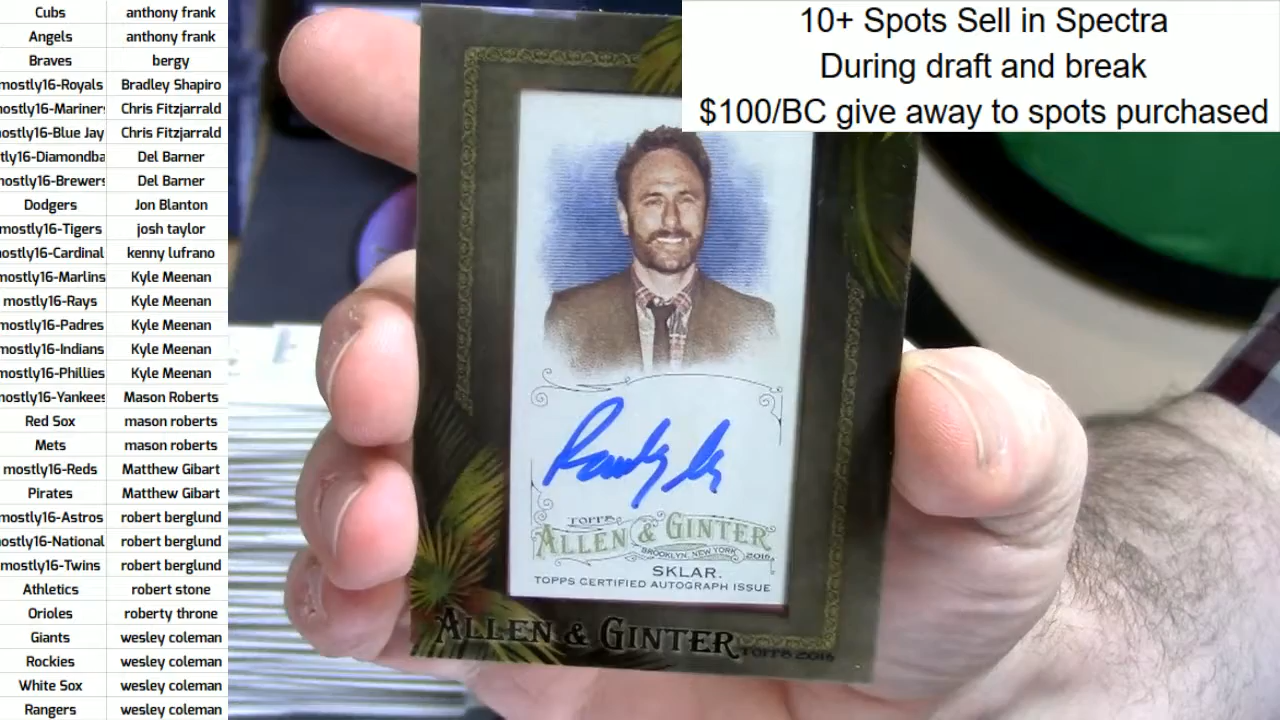 10+ Spots Sell in Spectra
During draft and break
$100/BC give away to spots purchased
Cubs anthony frank
Angels anthony frank
Braves bergy
mostly16-Royals Bradley Shapiro
mostly16-Mariner Chris Fitzjarrald
ostly16-Blue Jay Chris Fitzjarrald
tly16-Diamondba Del Barner
mostly16-Brewers Del Barner
Dodgers Jon Blanton
mostly16-Tigers josh taylor
ostly16-Cardinal kenny lufrano
mostly16-Marlins Kyle Meenan
mostly16-Rays Kyle Meenan
mostly16-Padres Kyle Meenan
mostly16-Indians Kyle Meenan
mostly16-Phillies Kyle Meenan
mostly16-Yankees Mason Roberts
Red Sox mason roberts
Mets mason roberts
mostly16-Reds Matthew Gibart
Pirates Matthew Gibart
mostly16-Astros robert berglund
ostly16-National robert berglund
mostly16-Twins robert berglund
Athletics robert stone
Orioles roberty throne
Giants wesley coleman
Rockies wesley coleman
White Sox wesley coleman
Rangers wesley coleman
TOPPS
ALLEN & GINTER
BROOKLYN, NEW YORK 2016
SKLAR.
TOPPS CERTIFIED AUTOGRAPH ISSUE
ALLEN & GINTER
TOPPS 2016